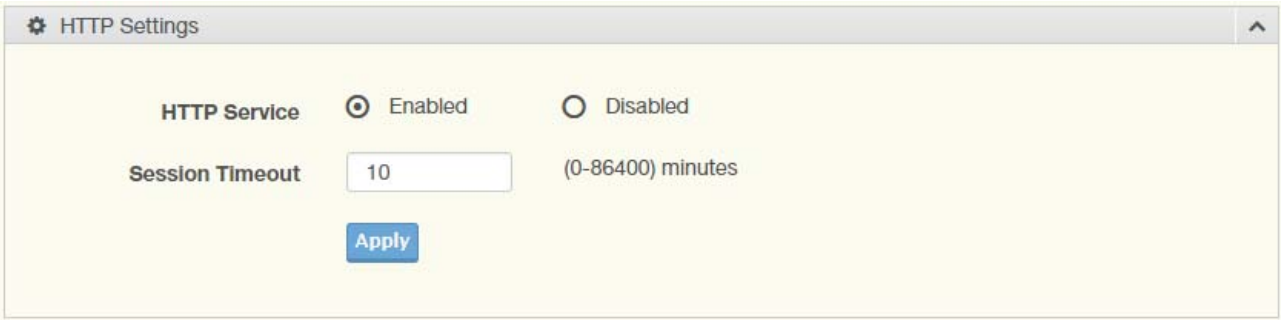 HTTP Settings
HTTP Service Enabled Disabled
Session Timeout 10 (0-86400) minutes
Apply